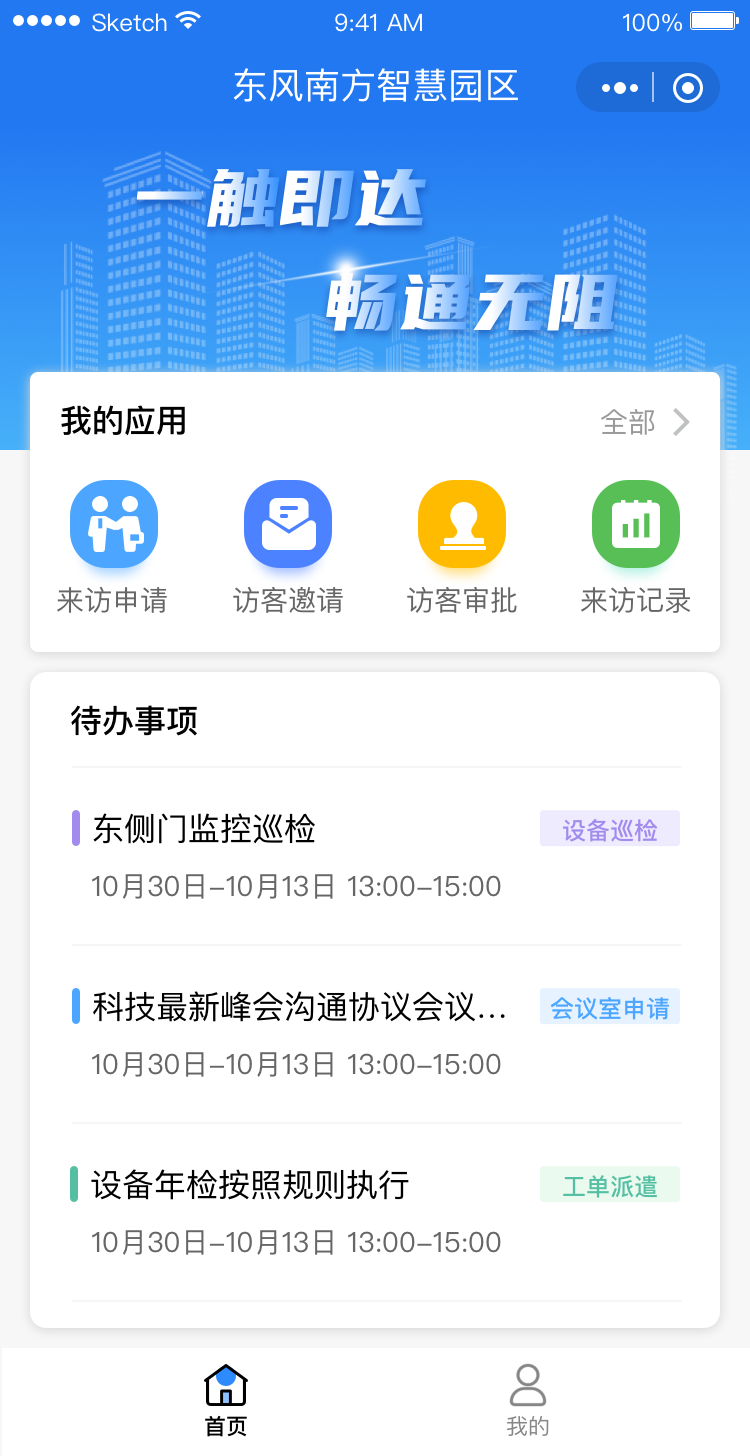 Sketch 9:41 AM 100%
东风南方智慧园区
一触即达
畅通无阻
我的应用 全部
来访申请 访客邀请 访客审批 来访记录
待办事项
东侧门监控巡检 设备巡检
10月30日–10月13日 13:00–15:00
科技最新峰会沟通协议会议... 会议室申请
10月30日–10月13日 13:00–15:00
设备年检按照规则执行 工单派遣
10月30日–10月13日 13:00–15:00
首页 我的